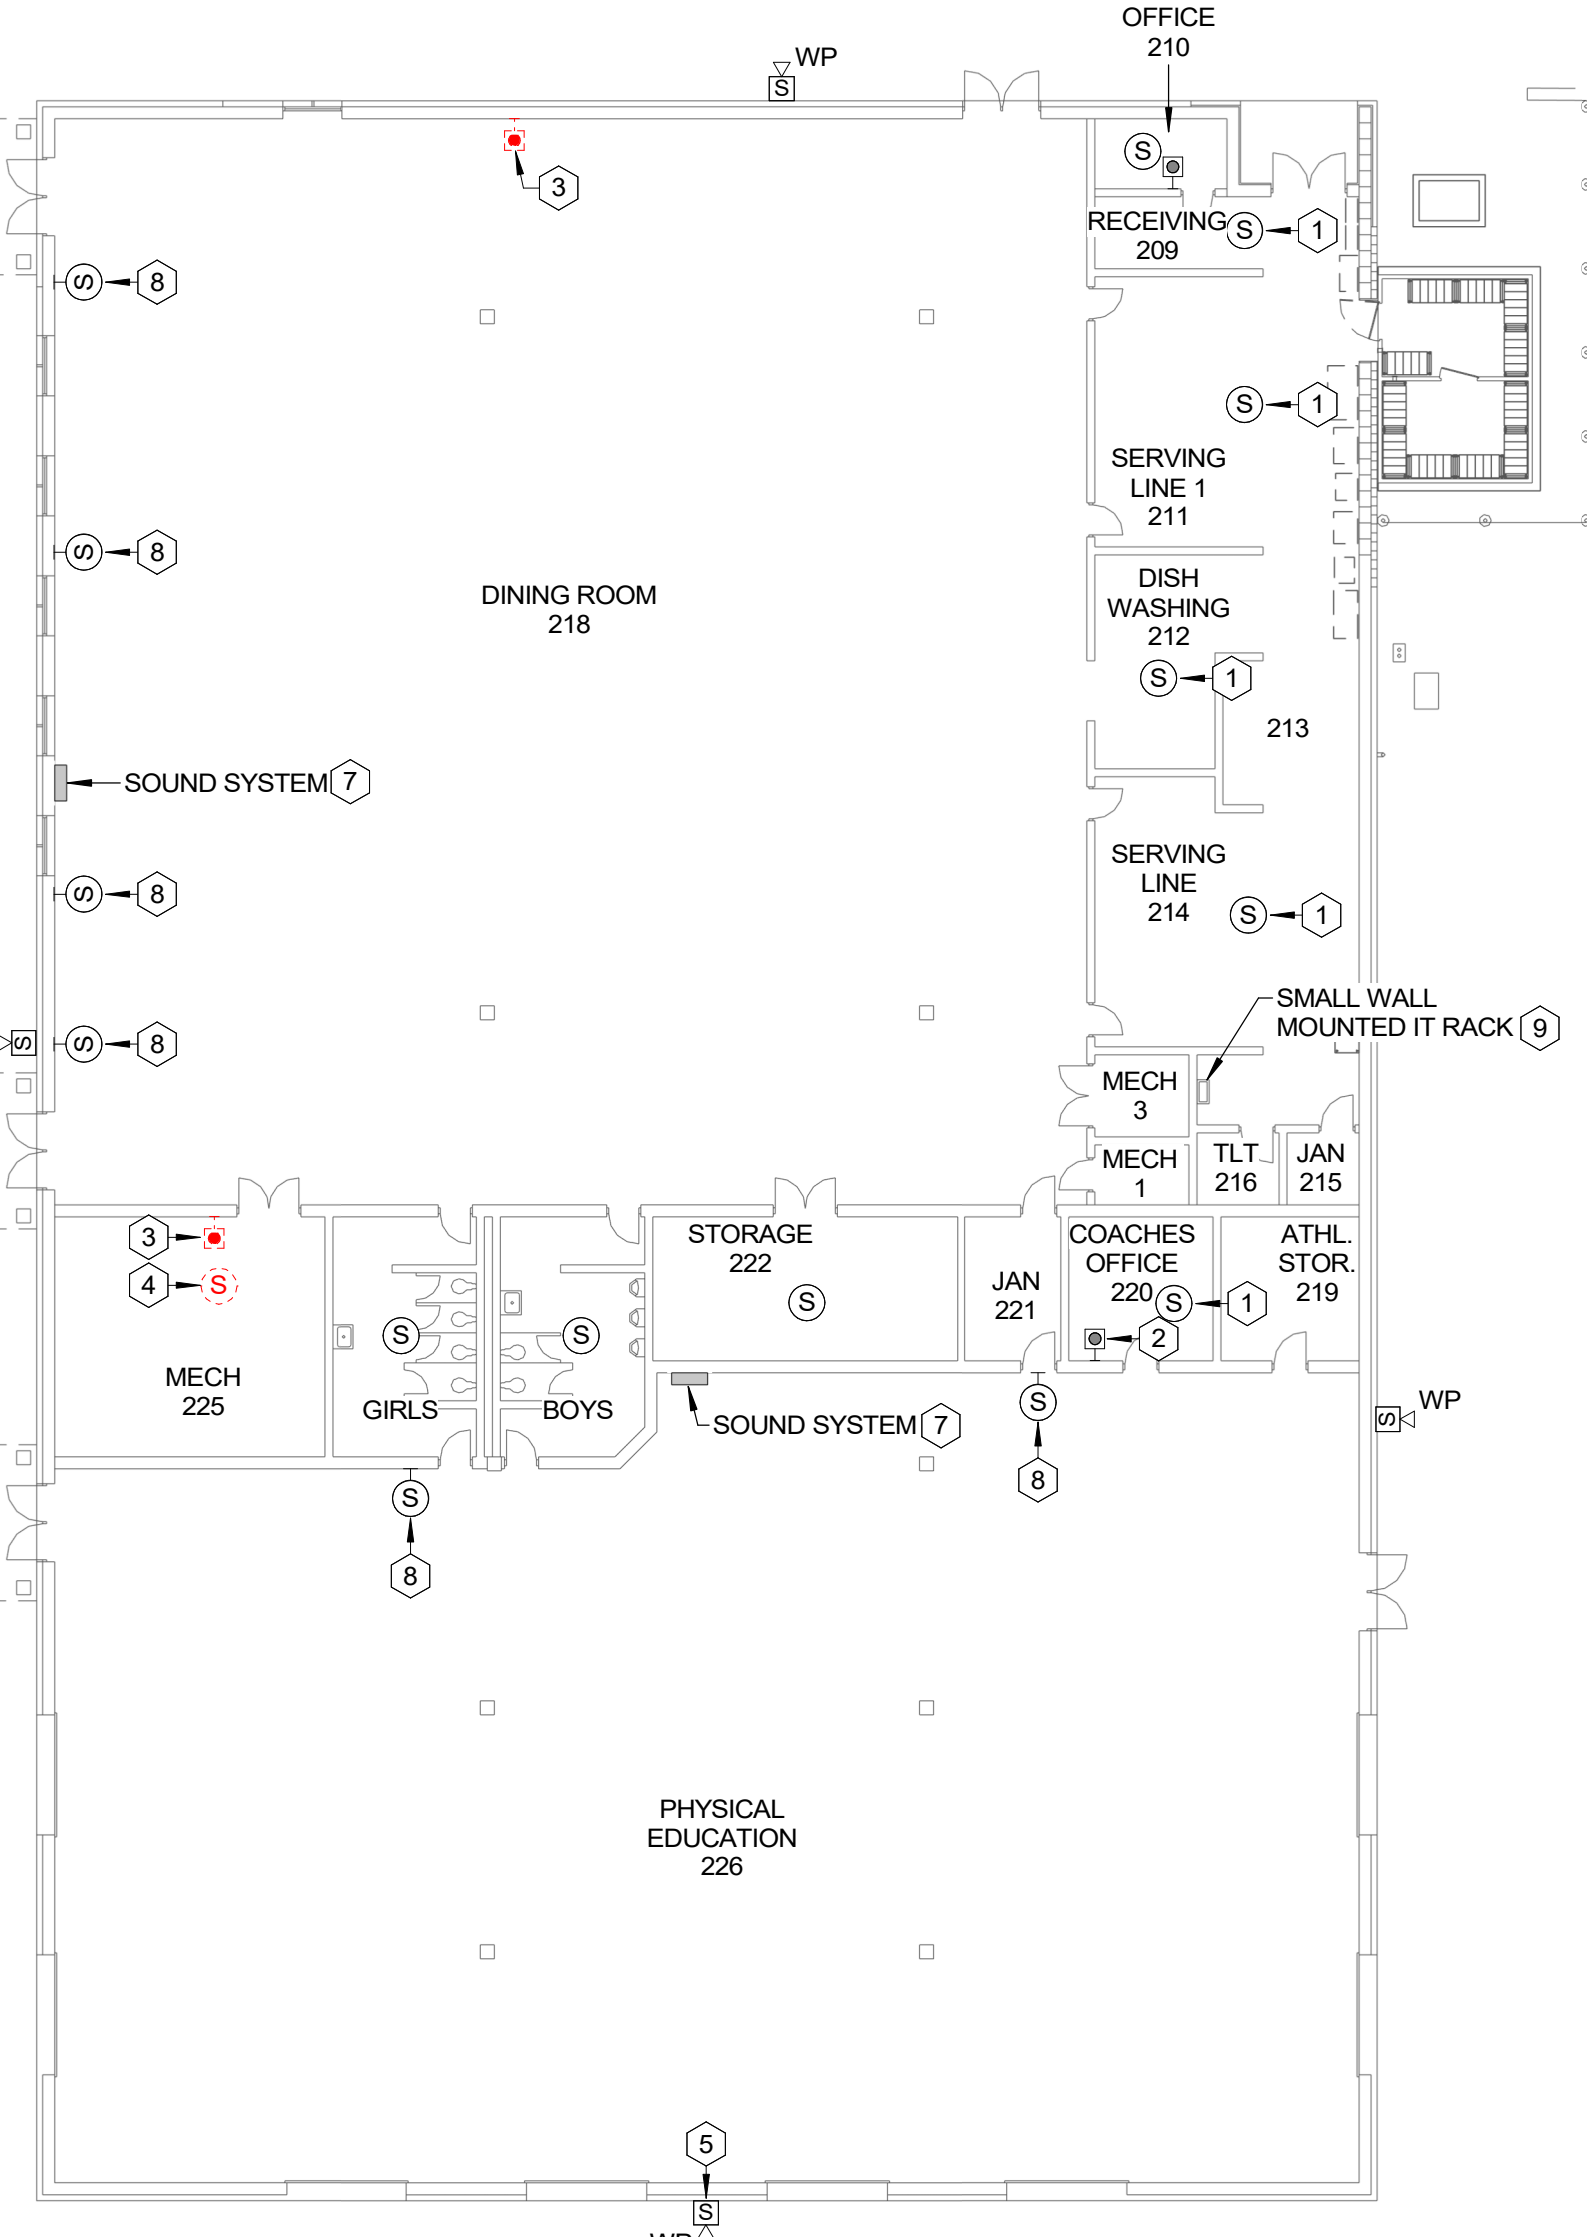 OFFICE
210
WP
S
S
3
RECEIVING
209
S
1
S
8
S
1
SERVING
LINE 1
211
S
8
DINING ROOM
218
DISH
WASHING
212
S
1
213
SOUND SYSTEM
7
SERVING
LINE
214
S
8
S
1
SMALL WALL
MOUNTED IT RACK
9
S
S
8
MECH
3
MECH
1
TLT
216
JAN
215
3
4
S
MECH
225
S
GIRLS
S
BOYS
STORAGE
222
S
JAN
221
COACHES
OFFICE
220
S
1
2
ATHL.
STOR.
219
SOUND SYSTEM
7
S
8
S
WP
S
8
PHYSICAL
EDUCATION
226
5
S
WP